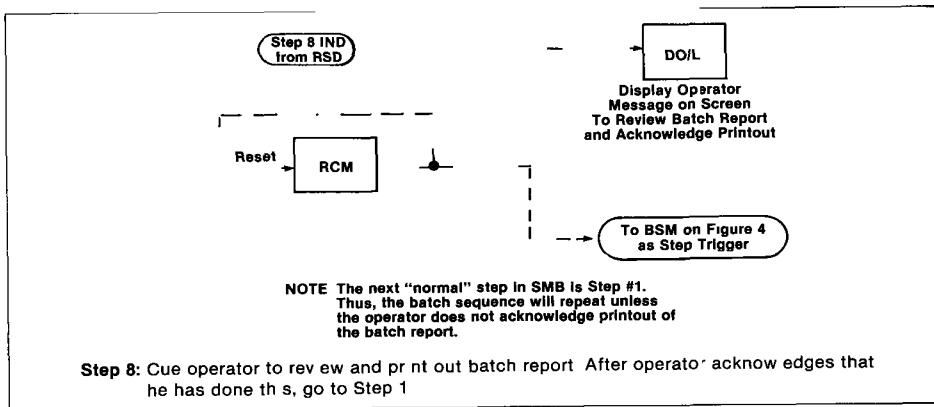 Step 8 IND
from RSD
DO/L
Display Operator
Message on Screen
To Review Batch Report
and Acknowledge Printout
Reset
RCM
To BSM on Figure 4
as Step Trigger
NOTE The next "normal" step in SMB is Step #1.
Thus, the batch sequence will repeat unless
the operator does not acknowledge printout of
the batch report.
Step 8: Cue operator to rev ew and pr nt out batch report After operator acknow edges that
he has done th s, go to Step 1